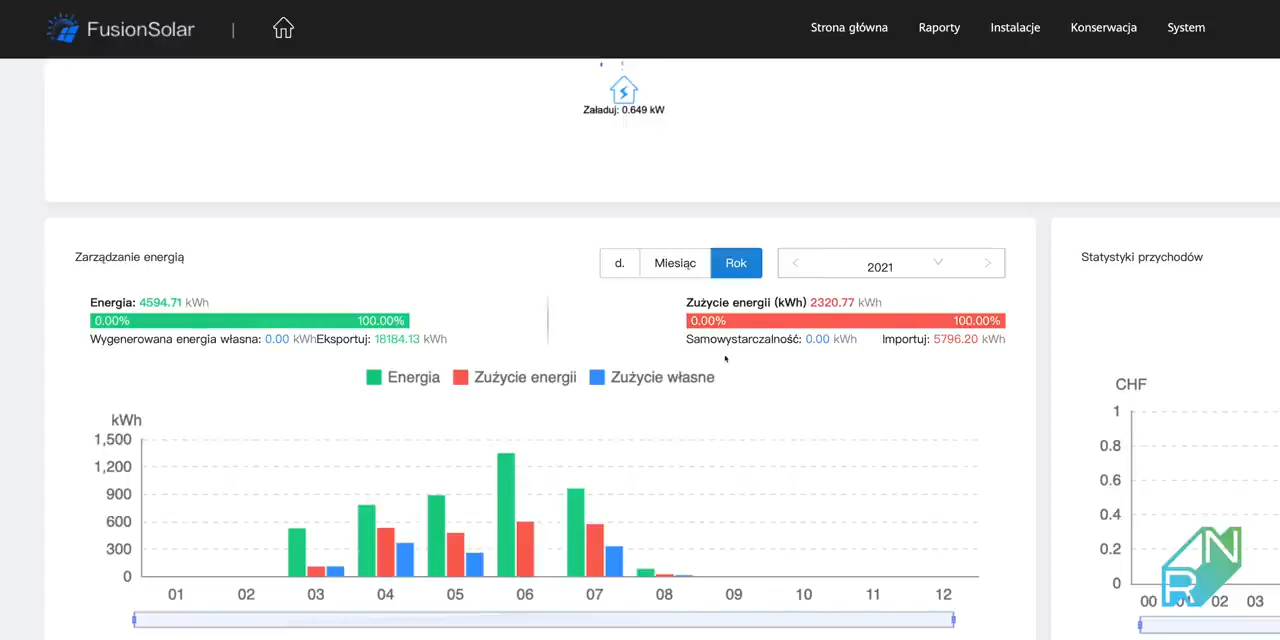 FusionSolar | Strona główna Raporty Instalacje Konserwacja System
Załaduj: 0.649 kW
Zarządzanie energią
d. Miesiąc Rok 2021
Energia: 4594.71 kWh
0.00% 100.00%
Wygenerowana energia własna: 0.00 kWh Eksportuj: 18184.13 kWh
Zużycie energii (kWh) 2320.77 kWh
0.00% 100.00%
Samowystarczalność: 0.00 kWh Importuj: 5796.20 kWh
Energia Zużycie energii Zużycie własne
kWh
1,500
1,200
900
600
300
0
01 02 03 04 05 06 07 08 09 10 11 12
Statystyki przychodów
CHF
1
0.8
0.6
0.4
0.2
0
00 01 02 03
RN